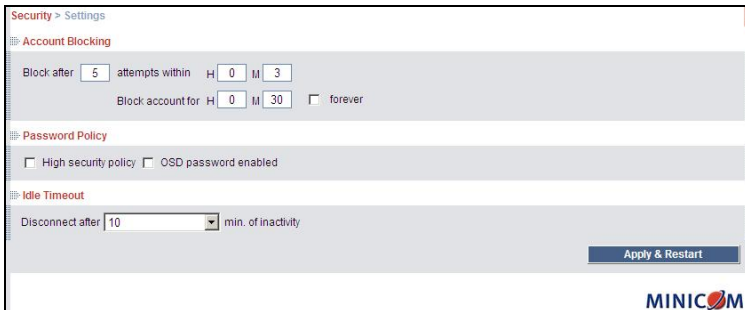 Security > Settings
Account Blocking
Block after 5 attempts within H 0 M 3
Block account for H 0 M 30 forever
Password Policy
High security policy OSD password enabled
Idle Timeout
Disconnect after 10 min. of inactivity
Apply & Restart
MINICOM